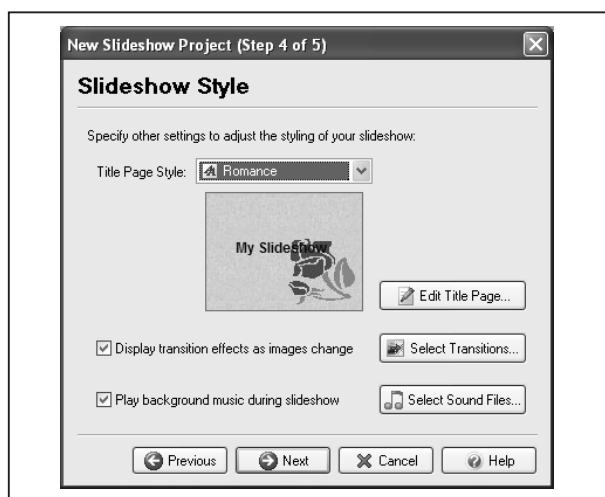 New Slideshow Project (Step 4 of 5)
Slideshow Style
Specify other settings to adjust the styling of your slideshow:
Title Page Style: Romance
My Slideshow
Edit Title Page...
Display transition effects as images change Select Transitions...
Play background music during slideshow Select Sound Files...
Previous Next Cancel Help